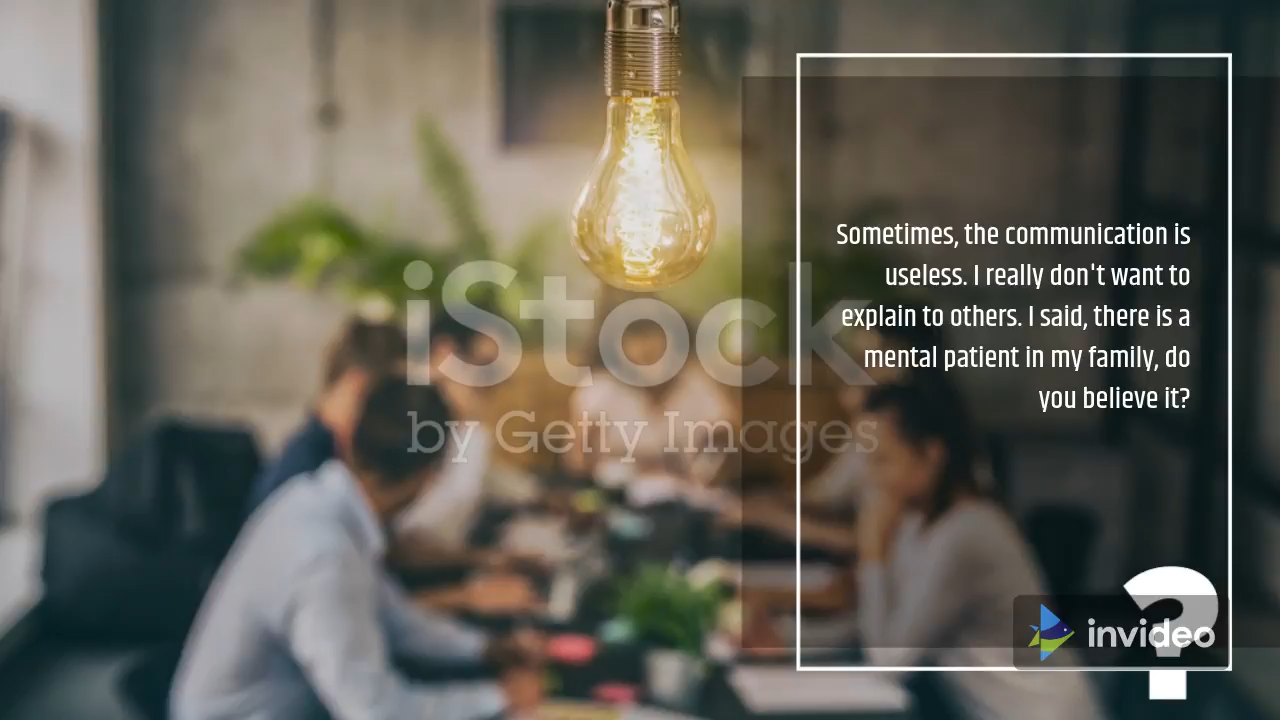 iStock
by Getty Images
Sometimes, the communication is
useless. I really don't want to
explain to others. I said, there is a
mental patient in my family, do
you believe it?
?
invideo